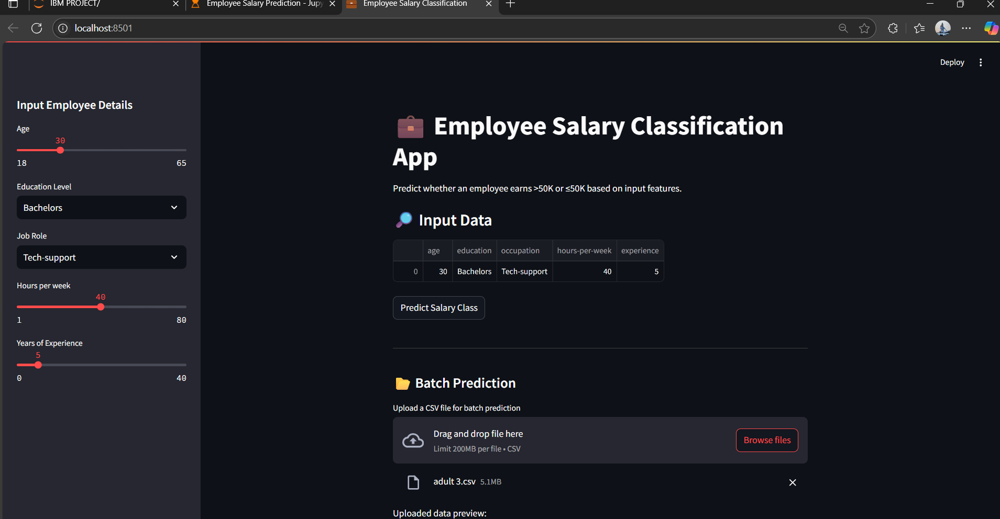 IBM PROJECT/
Employee Salary Prediction - Jupy
Employee Salary Classification
localhost:8501
Deploy
Input Employee Details
Age
30
18 65
Education Level
Bachelors
Job Role
Tech-support
Hours per week
40
1 80
Years of Experience
5
0 40
Employee Salary Classification
App
Predict whether an employee earns >50K or ≤50K based on input features.
Input Data
age education occupation hours-per-week experience
0 30 Bachelors Tech-support 40 5
Predict Salary Class
Batch Prediction
Upload a CSV file for batch prediction
Drag and drop file here
Limit 200MB per file • CSV
Browse files
adult 3.csv 5.1MB
Uploaded data preview: